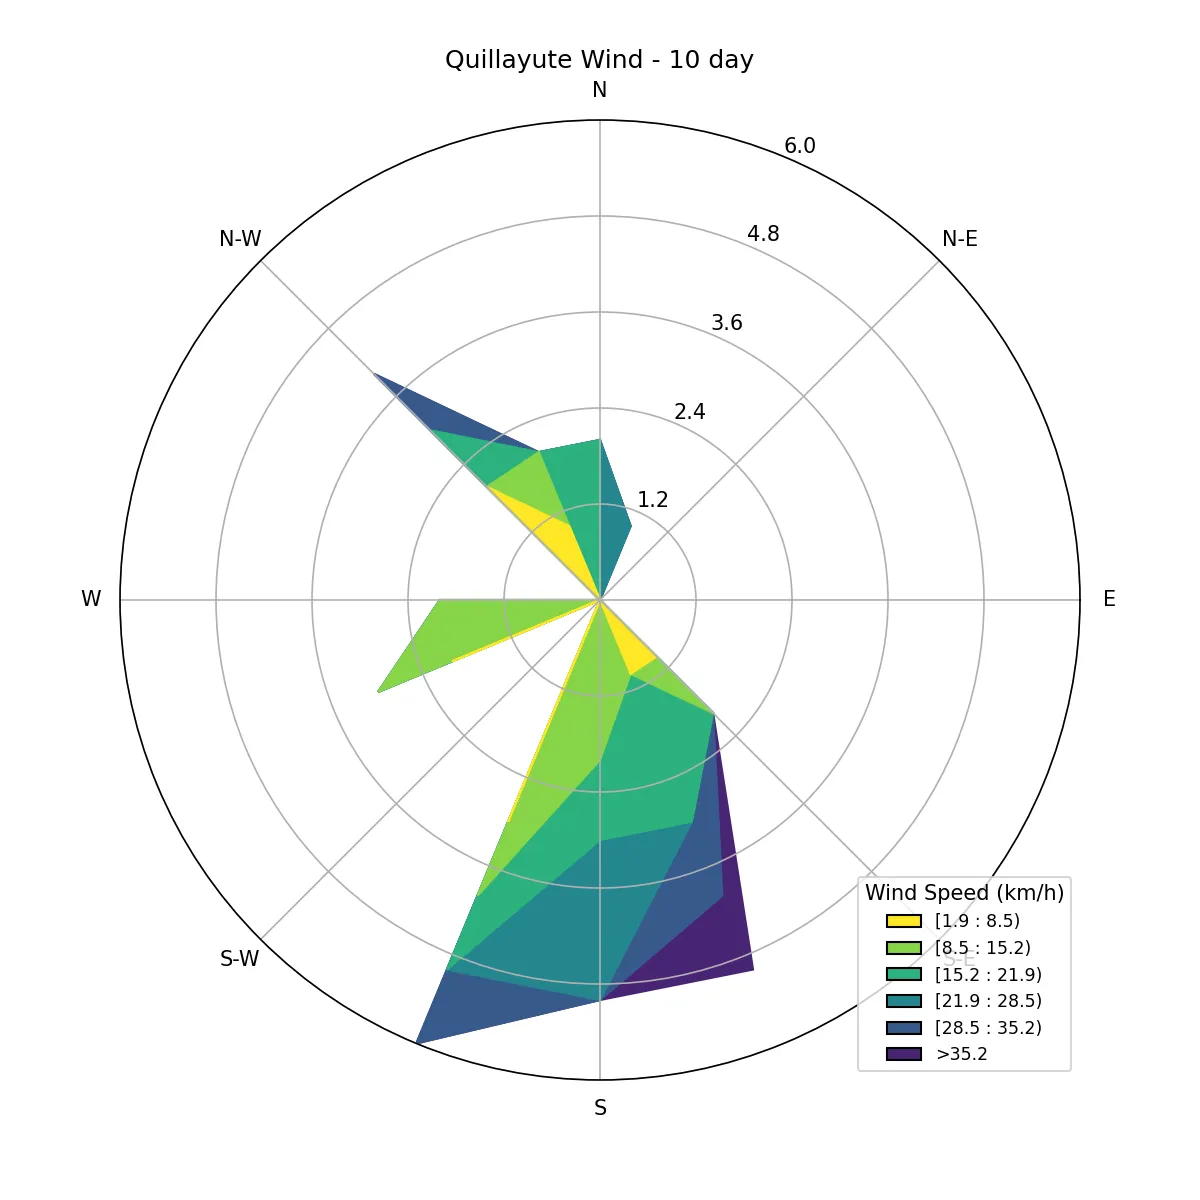 Quillayute Wind - 10 day
N
6.0
N-W
4.8
N-E
3.6
2.4
1.2
W
E
S-W
S-E
S
Wind Speed (km/h)
[1.9 : 8.5)
[8.5 : 15.2)
[15.2 : 21.9)
[21.9 : 28.5)
[28.5 : 35.2)
>35.2